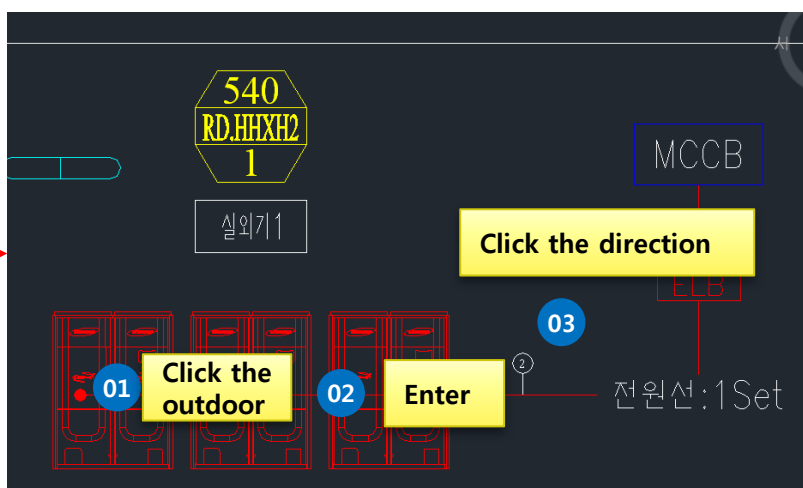 서
540
RD.HHXH2
1
MCCB
실외기1
Click the direction
ELB
03
2
01
Click the
outdoor
02
Enter
전원선:1Set